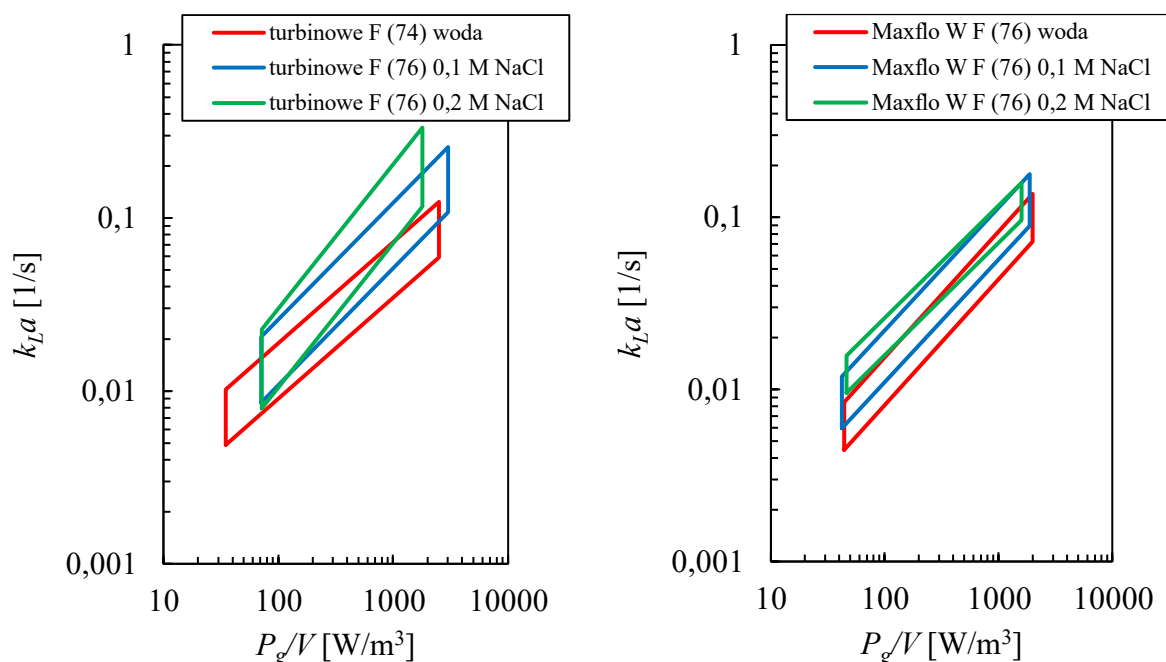 turbinowe F (74) woda
turbinowe F (76) 0,1 M NaCl
turbinowe F (76) 0,2 M NaCl
1
0,1
0,01
0,001
k_L a [1/s]
10 100 1000 10000
P_g/V [W/m³]
Maxflo W F (76) woda
Maxflo W F (76) 0,1 M NaCl
Maxflo W F (76) 0,2 M NaCl
1
0,1
0,01
0,001
k_L a [1/s]
10 100 1000 10000
P_g/V [W/m³]